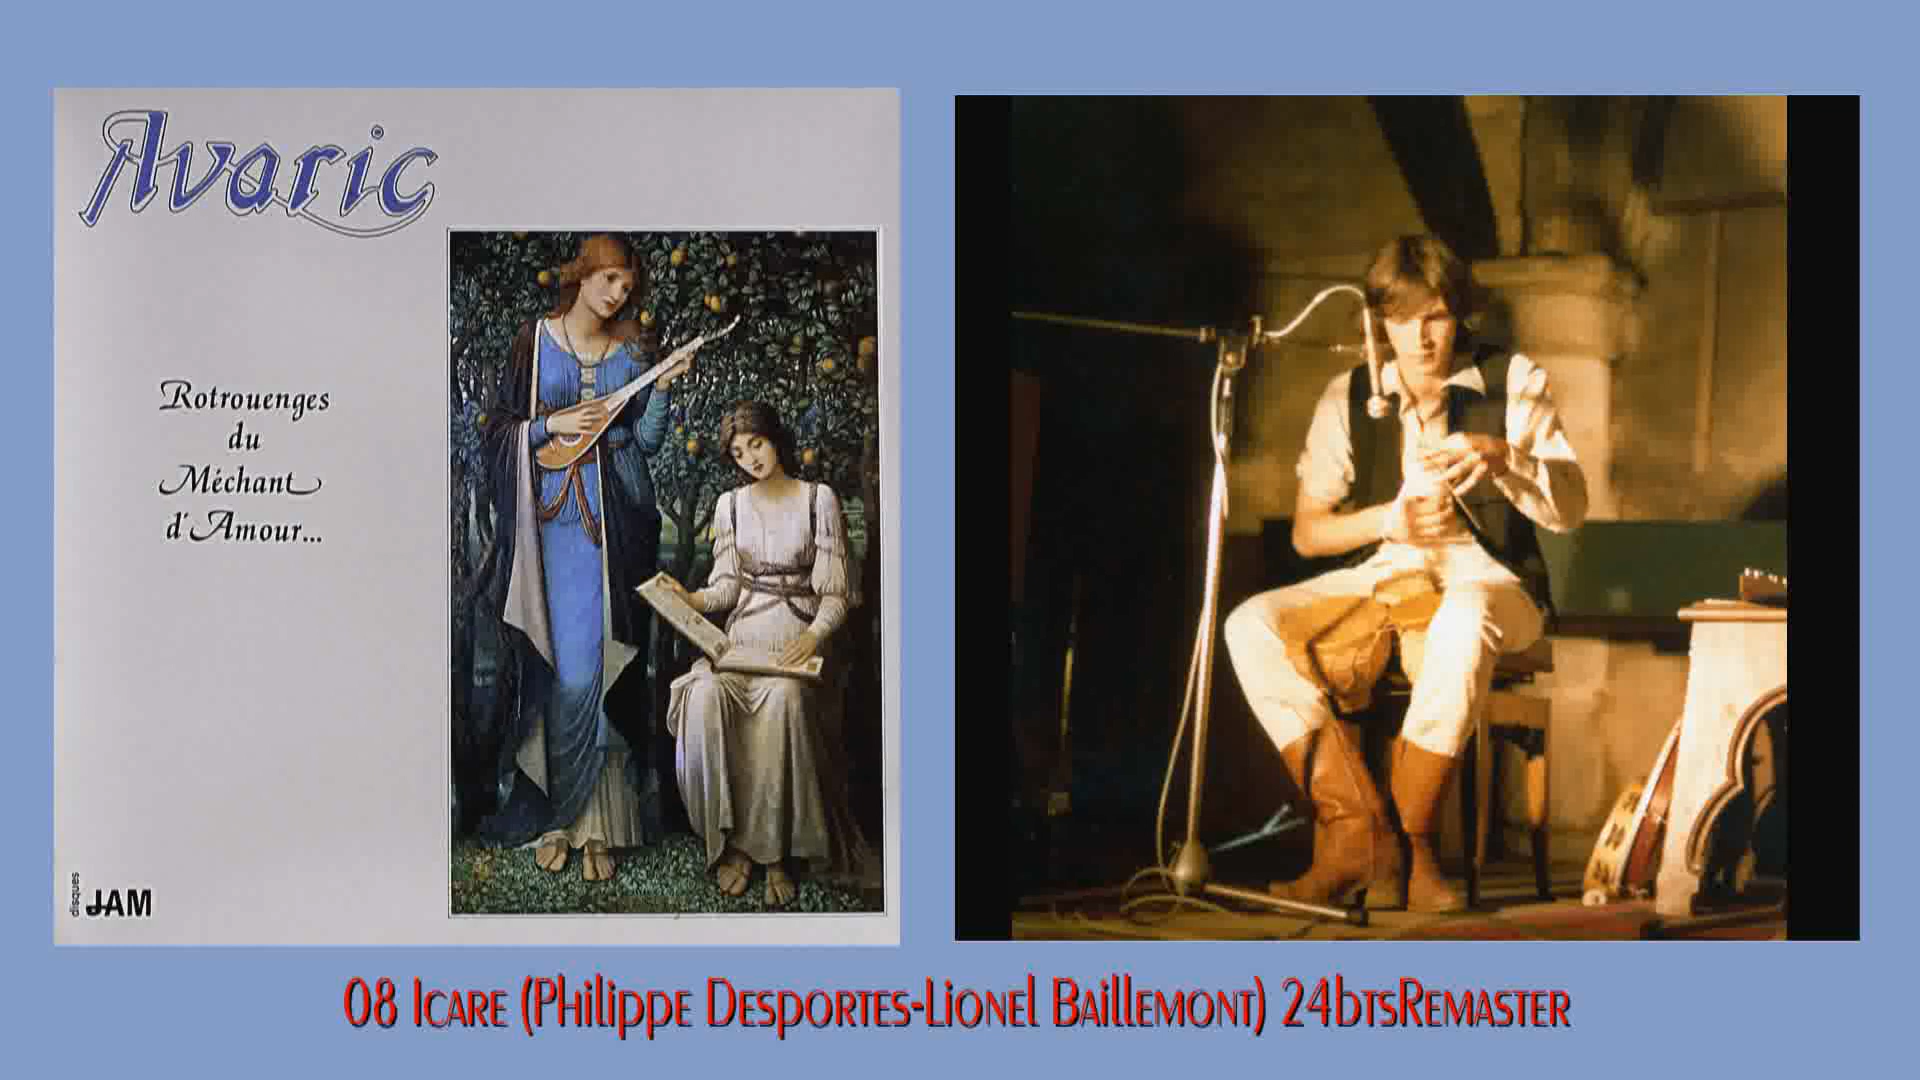 Avaric
Rotrouenges
du
Méchant
d'Amour...
disques
JAM
08 Icare (Philippe Desportes-Lionel Baillemont) 24btsRemaster